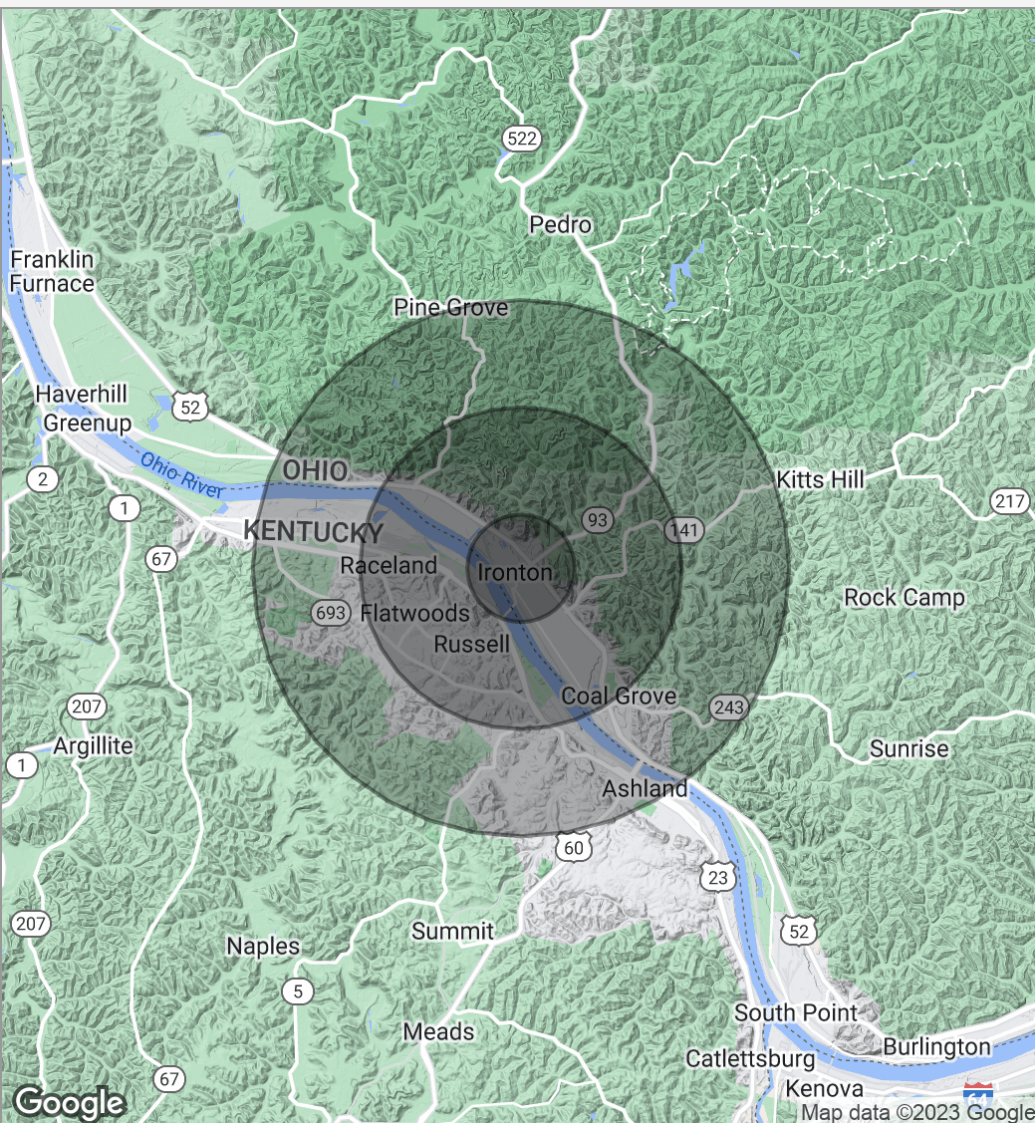 522
Pedro
Franklin
Furnace
Pine Grove
Haverhill
52
Greenup
Ohio River
OHIO
2
Kitts Hill
217
1
KENTUCKY
93
141
67
Raceland
Ironton
693
Flatwoods
Rock Camp
Russell
Coal Grove
207
243
Argillite
Sunrise
1
Ashland
60
23
207
Naples
Summit
52
5
South Point
Meads
Catlettsburg
Burlington
67
Kenova
64
Google
Map data ©2023 Google